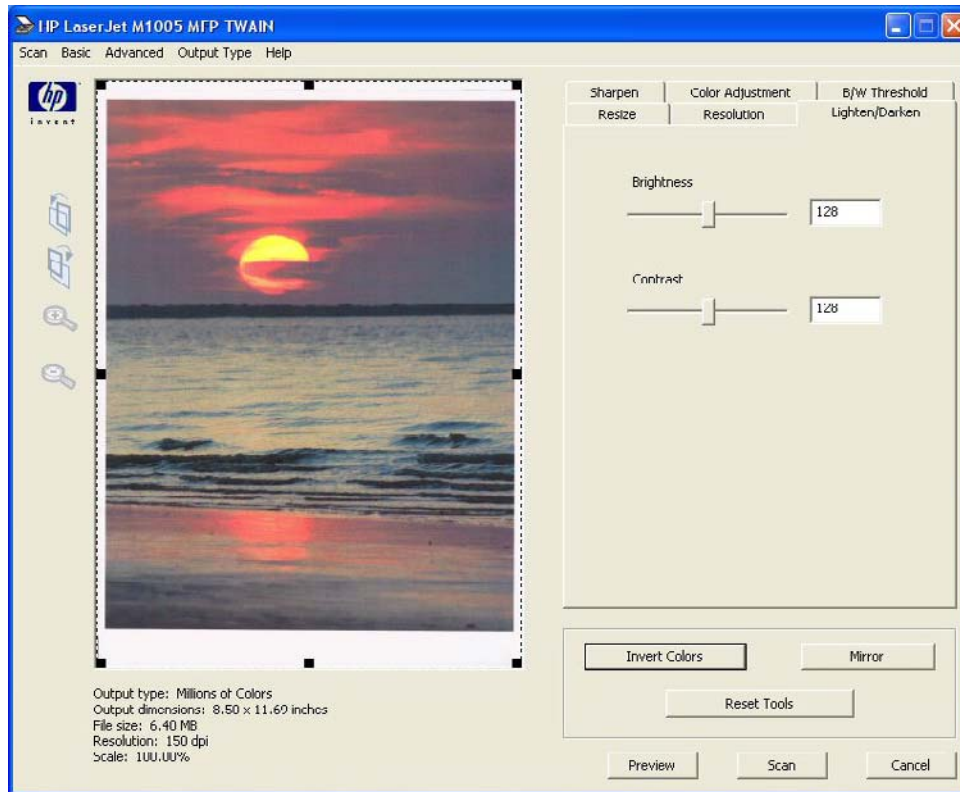 HP LaserJet M1005 MFP TWAIN
Scan Basic Advanced Output Type Help
hp
invent
Sharpen Color Adjustment B/W Threshold
Resize Resolution Lighten/Darken
Brightness
128
Contrast
128
Invert Colors Mirror
Reset Tools
Output type: Millions of Colors
Output dimensions: 8.50 x 11.69 inches
File size: 6.40 MB
Resolution: 150 dpi
Scale: 100.00%
Preview Scan Cancel